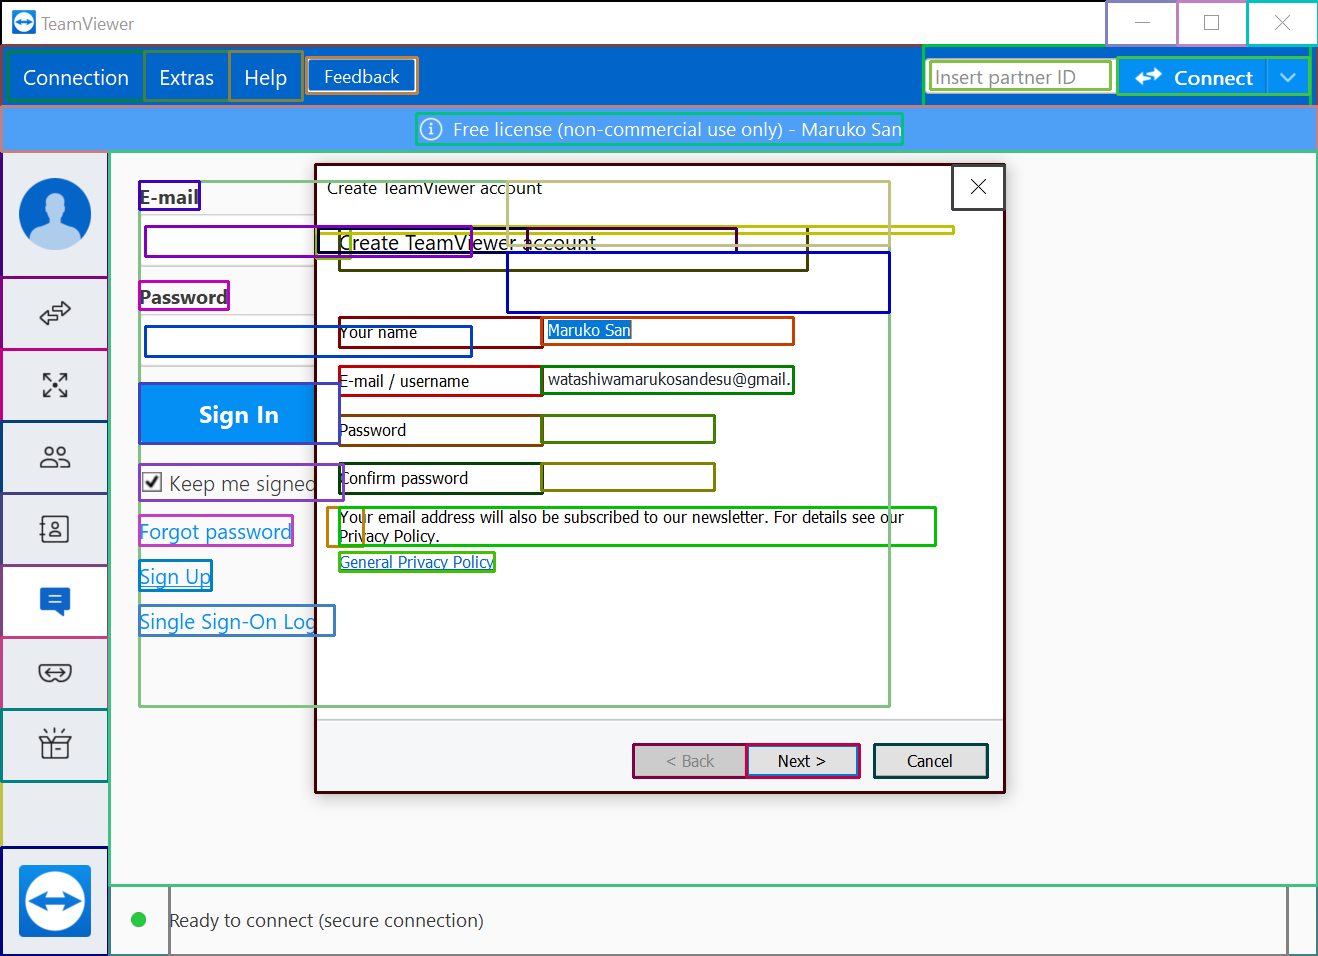 TeamViewer
Connection Extras Help Feedback Insert partner ID Connect
Free license (non-commercial use only) - Maruko San
E-mail
Password
Sign In
Keep me signed
Forgot password
Sign Up
Single Sign-On Log
Create TeamViewer account
Create TeamViewer account
Your name Maruko San
E-mail / username watashiwamarukosandesu@gmail.
Password
Confirm password
Your email address will also be subscribed to our newsletter. For details see our
Privacy Policy.
General Privacy Policy
< Back Next > Cancel
Ready to connect (secure connection)